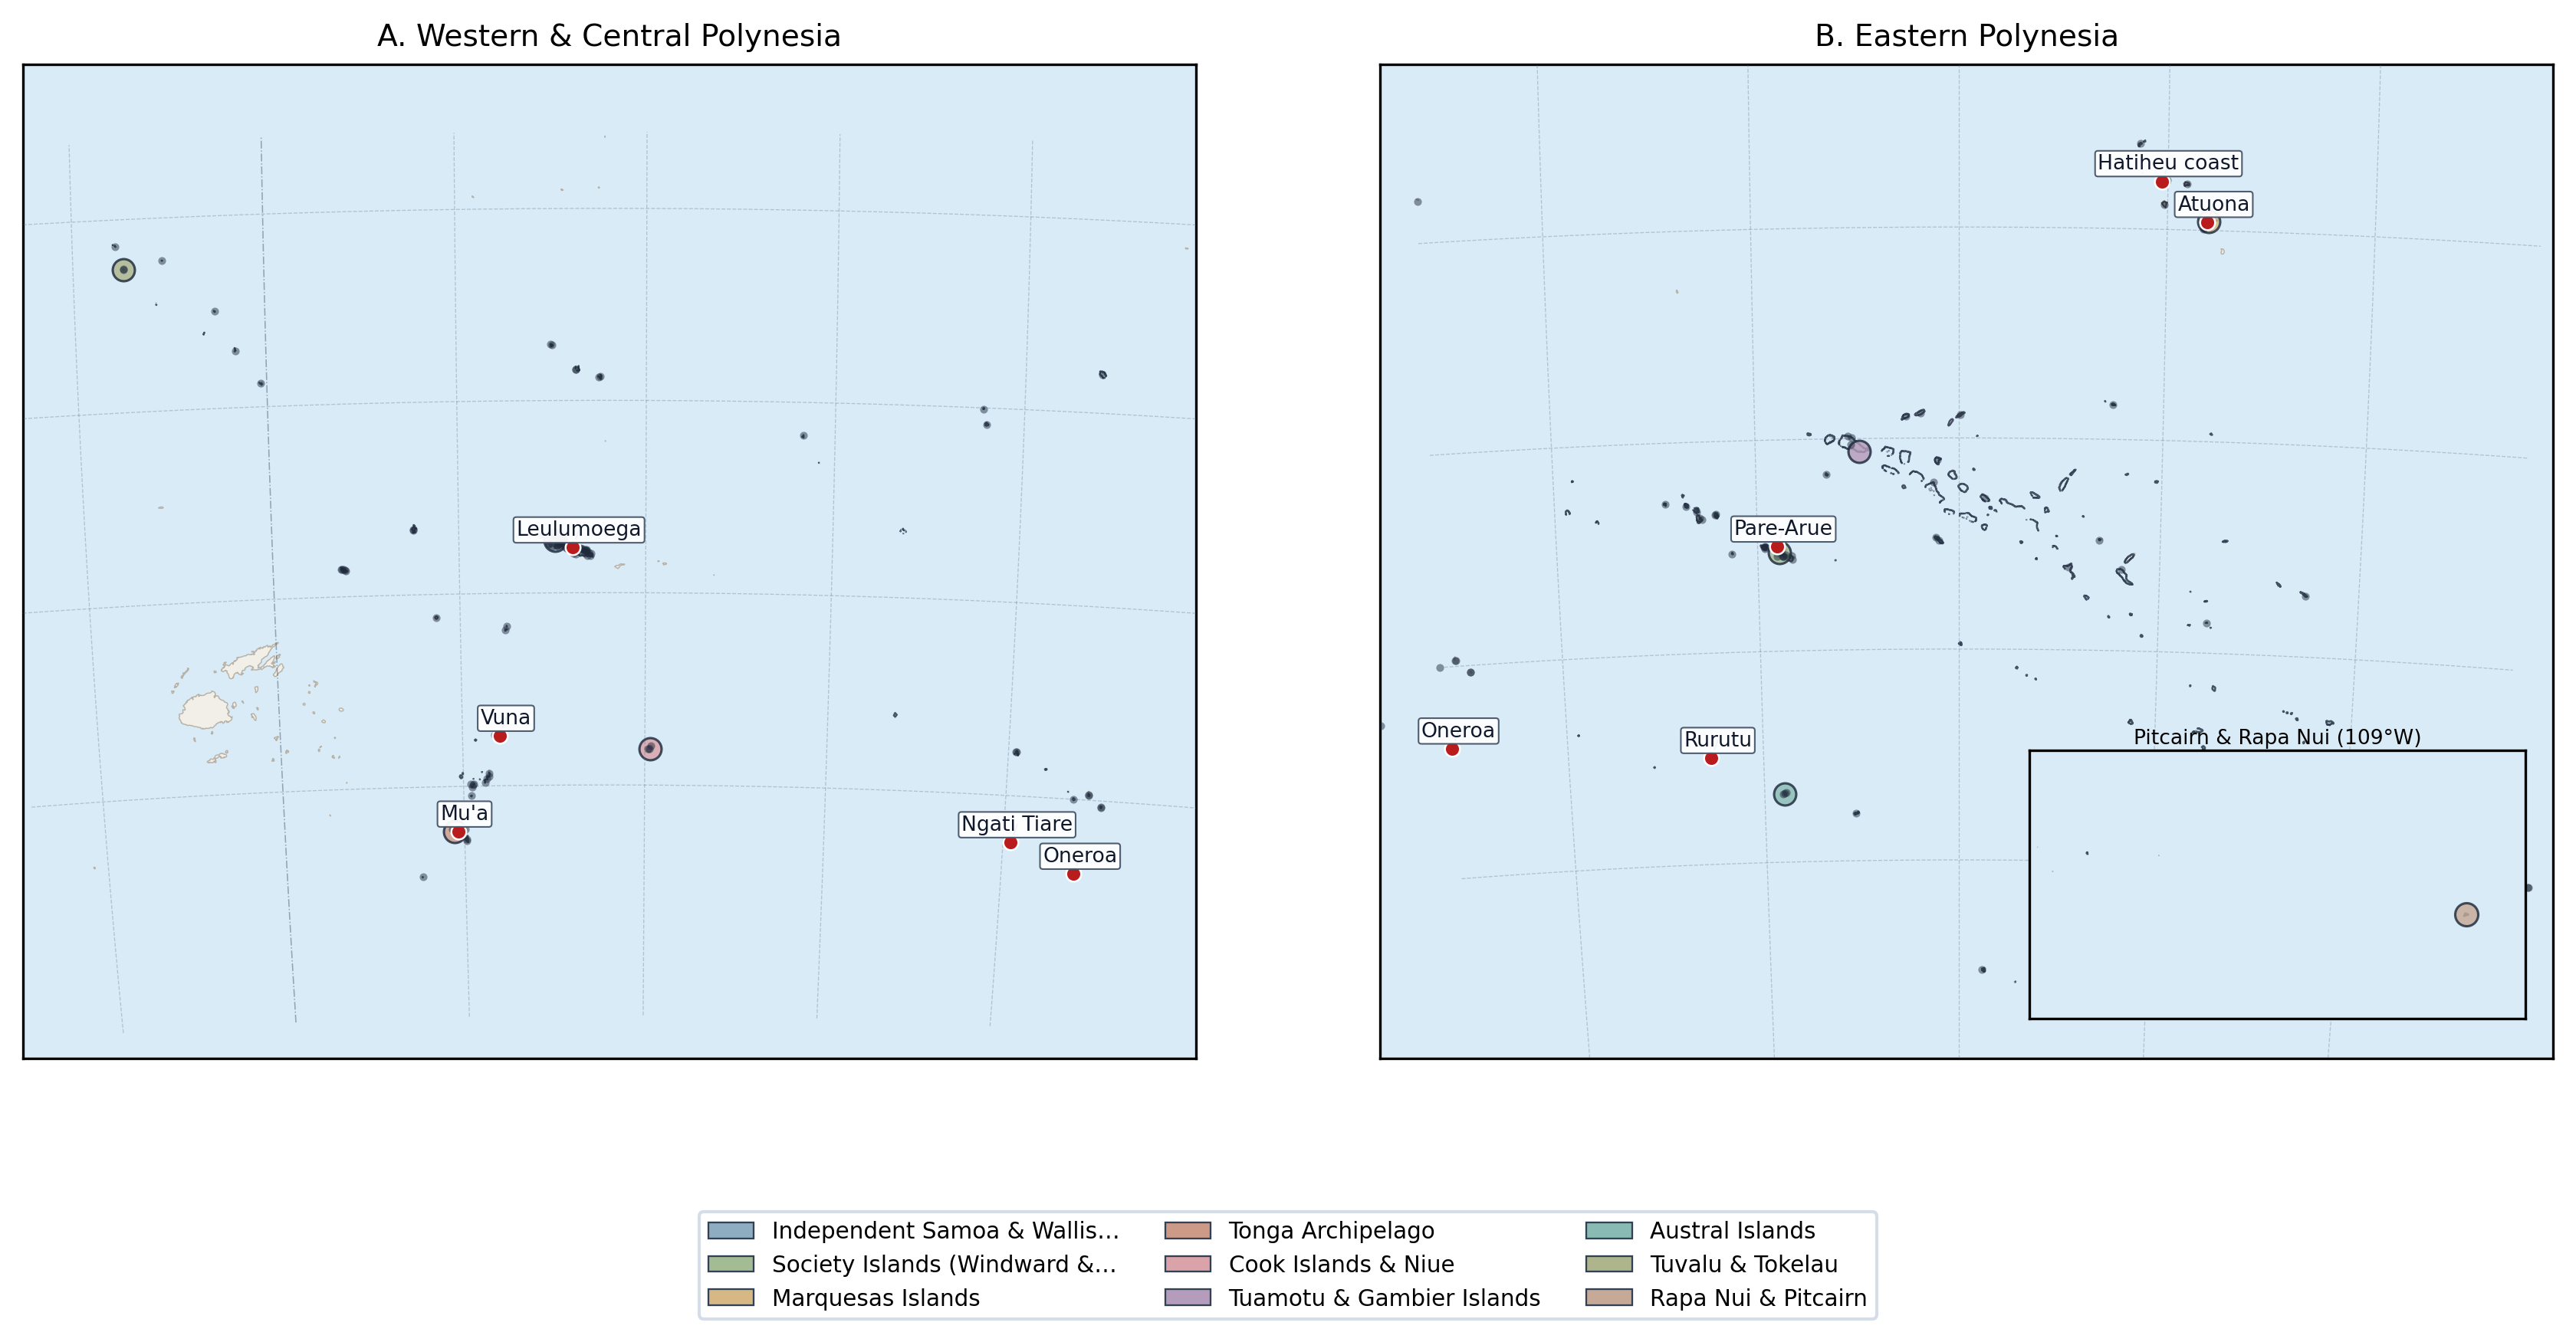 A. Western & Central Polynesia
B. Eastern Polynesia
Leulumoega
Vuna
Mu'a
Ngati Tiare
Oneroa
Hatiheu coast
Atuona
Pare-Arue
Oneroa
Rurutu
Pitcairn & Rapa Nui (109°W)
Independent Samoa & Wallis...
Society Islands (Windward &...
Marquesas Islands
Tonga Archipelago
Cook Islands & Niue
Tuamotu & Gambier Islands
Austral Islands
Tuvalu & Tokelau
Rapa Nui & Pitcairn